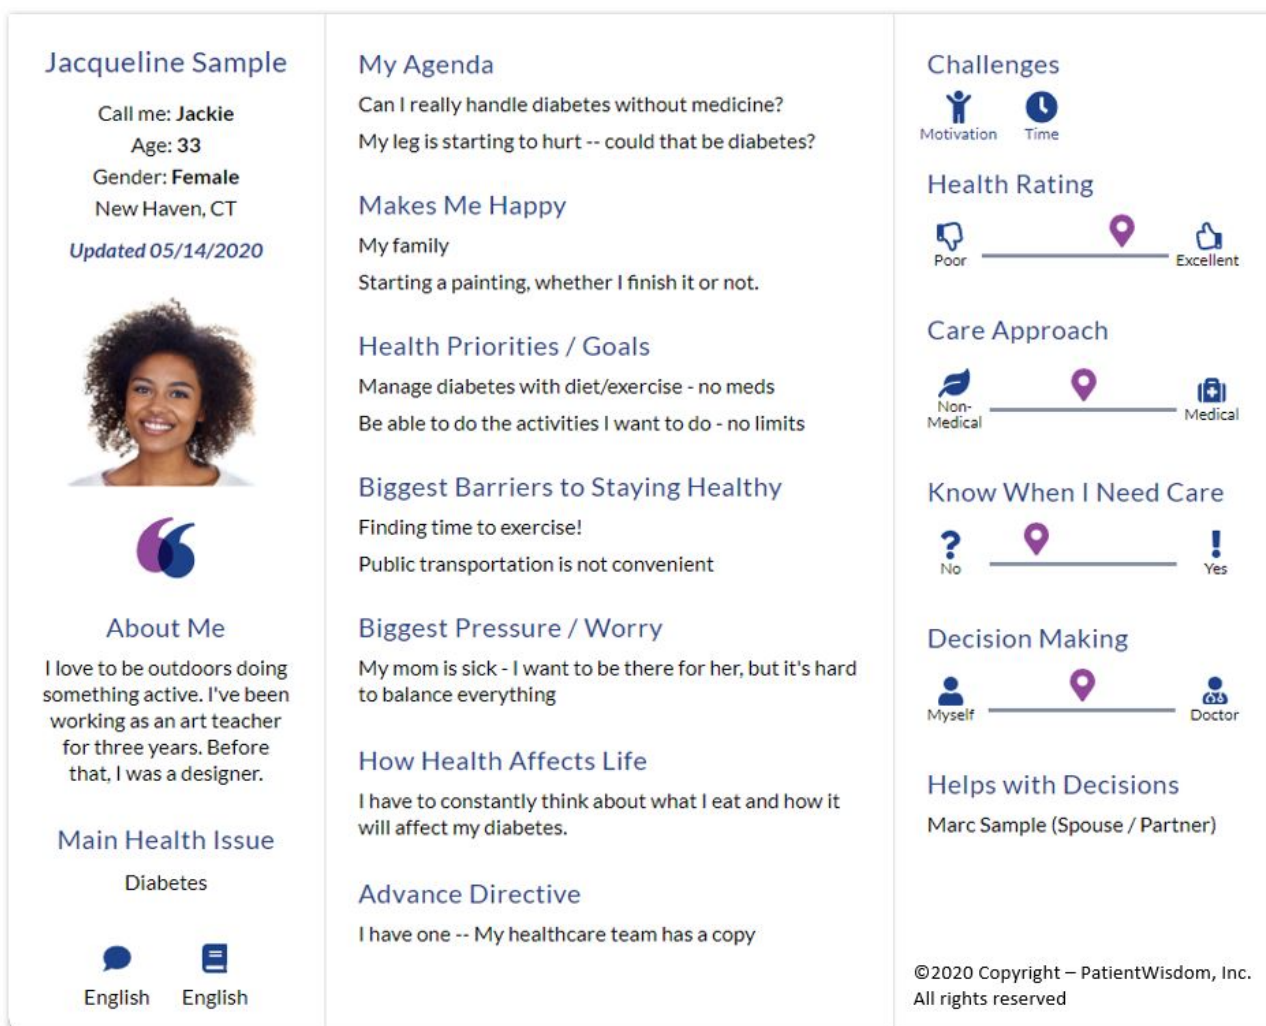 Jacqueline Sample
Call me: Jackie
Age: 33
Gender: Female
New Haven, CT
Updated 05/14/2020
About Me
I love to be outdoors doing
something active. I've been
working as an art teacher
for three years. Before
that, I was a designer.
Main Health Issue
Diabetes
English
English
My Agenda
Can I really handle diabetes without medicine?
My leg is starting to hurt -- could that be diabetes?
Makes Me Happy
My family
Starting a painting, whether I finish it or not.
Health Priorities / Goals
Manage diabetes with diet/exercise - no meds
Be able to do the activities I want to do - no limits
Biggest Barriers to Staying Healthy
Finding time to exercise!
Public transportation is not convenient
Biggest Pressure / Worry
My mom is sick - I want to be there for her, but it's hard
to balance everything
How Health Affects Life
I have to constantly think about what I eat and how it
will affect my diabetes.
Advance Directive
I have one -- My healthcare team has a copy
Challenges
Motivation
Time
Health Rating
Poor
Excellent
Care Approach
Non-
Medical
Medical
Know When I Need Care
No
Yes
Decision Making
Myself
Doctor
Helps with Decisions
Marc Sample (Spouse / Partner)
©2020 Copyright – PatientWisdom, Inc.
All rights reserved